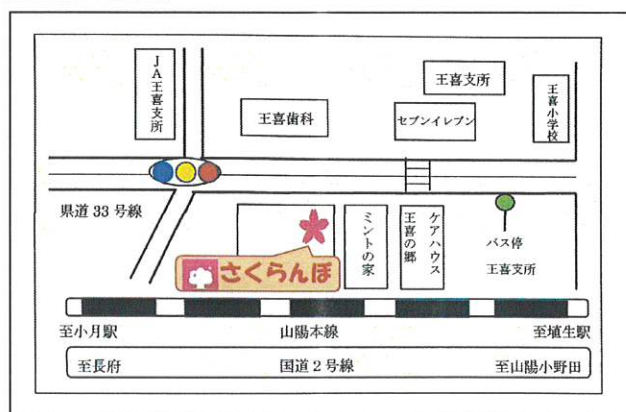 JA王喜支所
王喜歯科
王喜支所
セブンイレブン
王喜小学校
県道33号線
さくらんぼ
ミントの家
ケアハウス
王喜の郷
バス停
王喜支所
至小月駅
山陽本線
至埴生駅
至長府
国道2号線
至山陽小野田